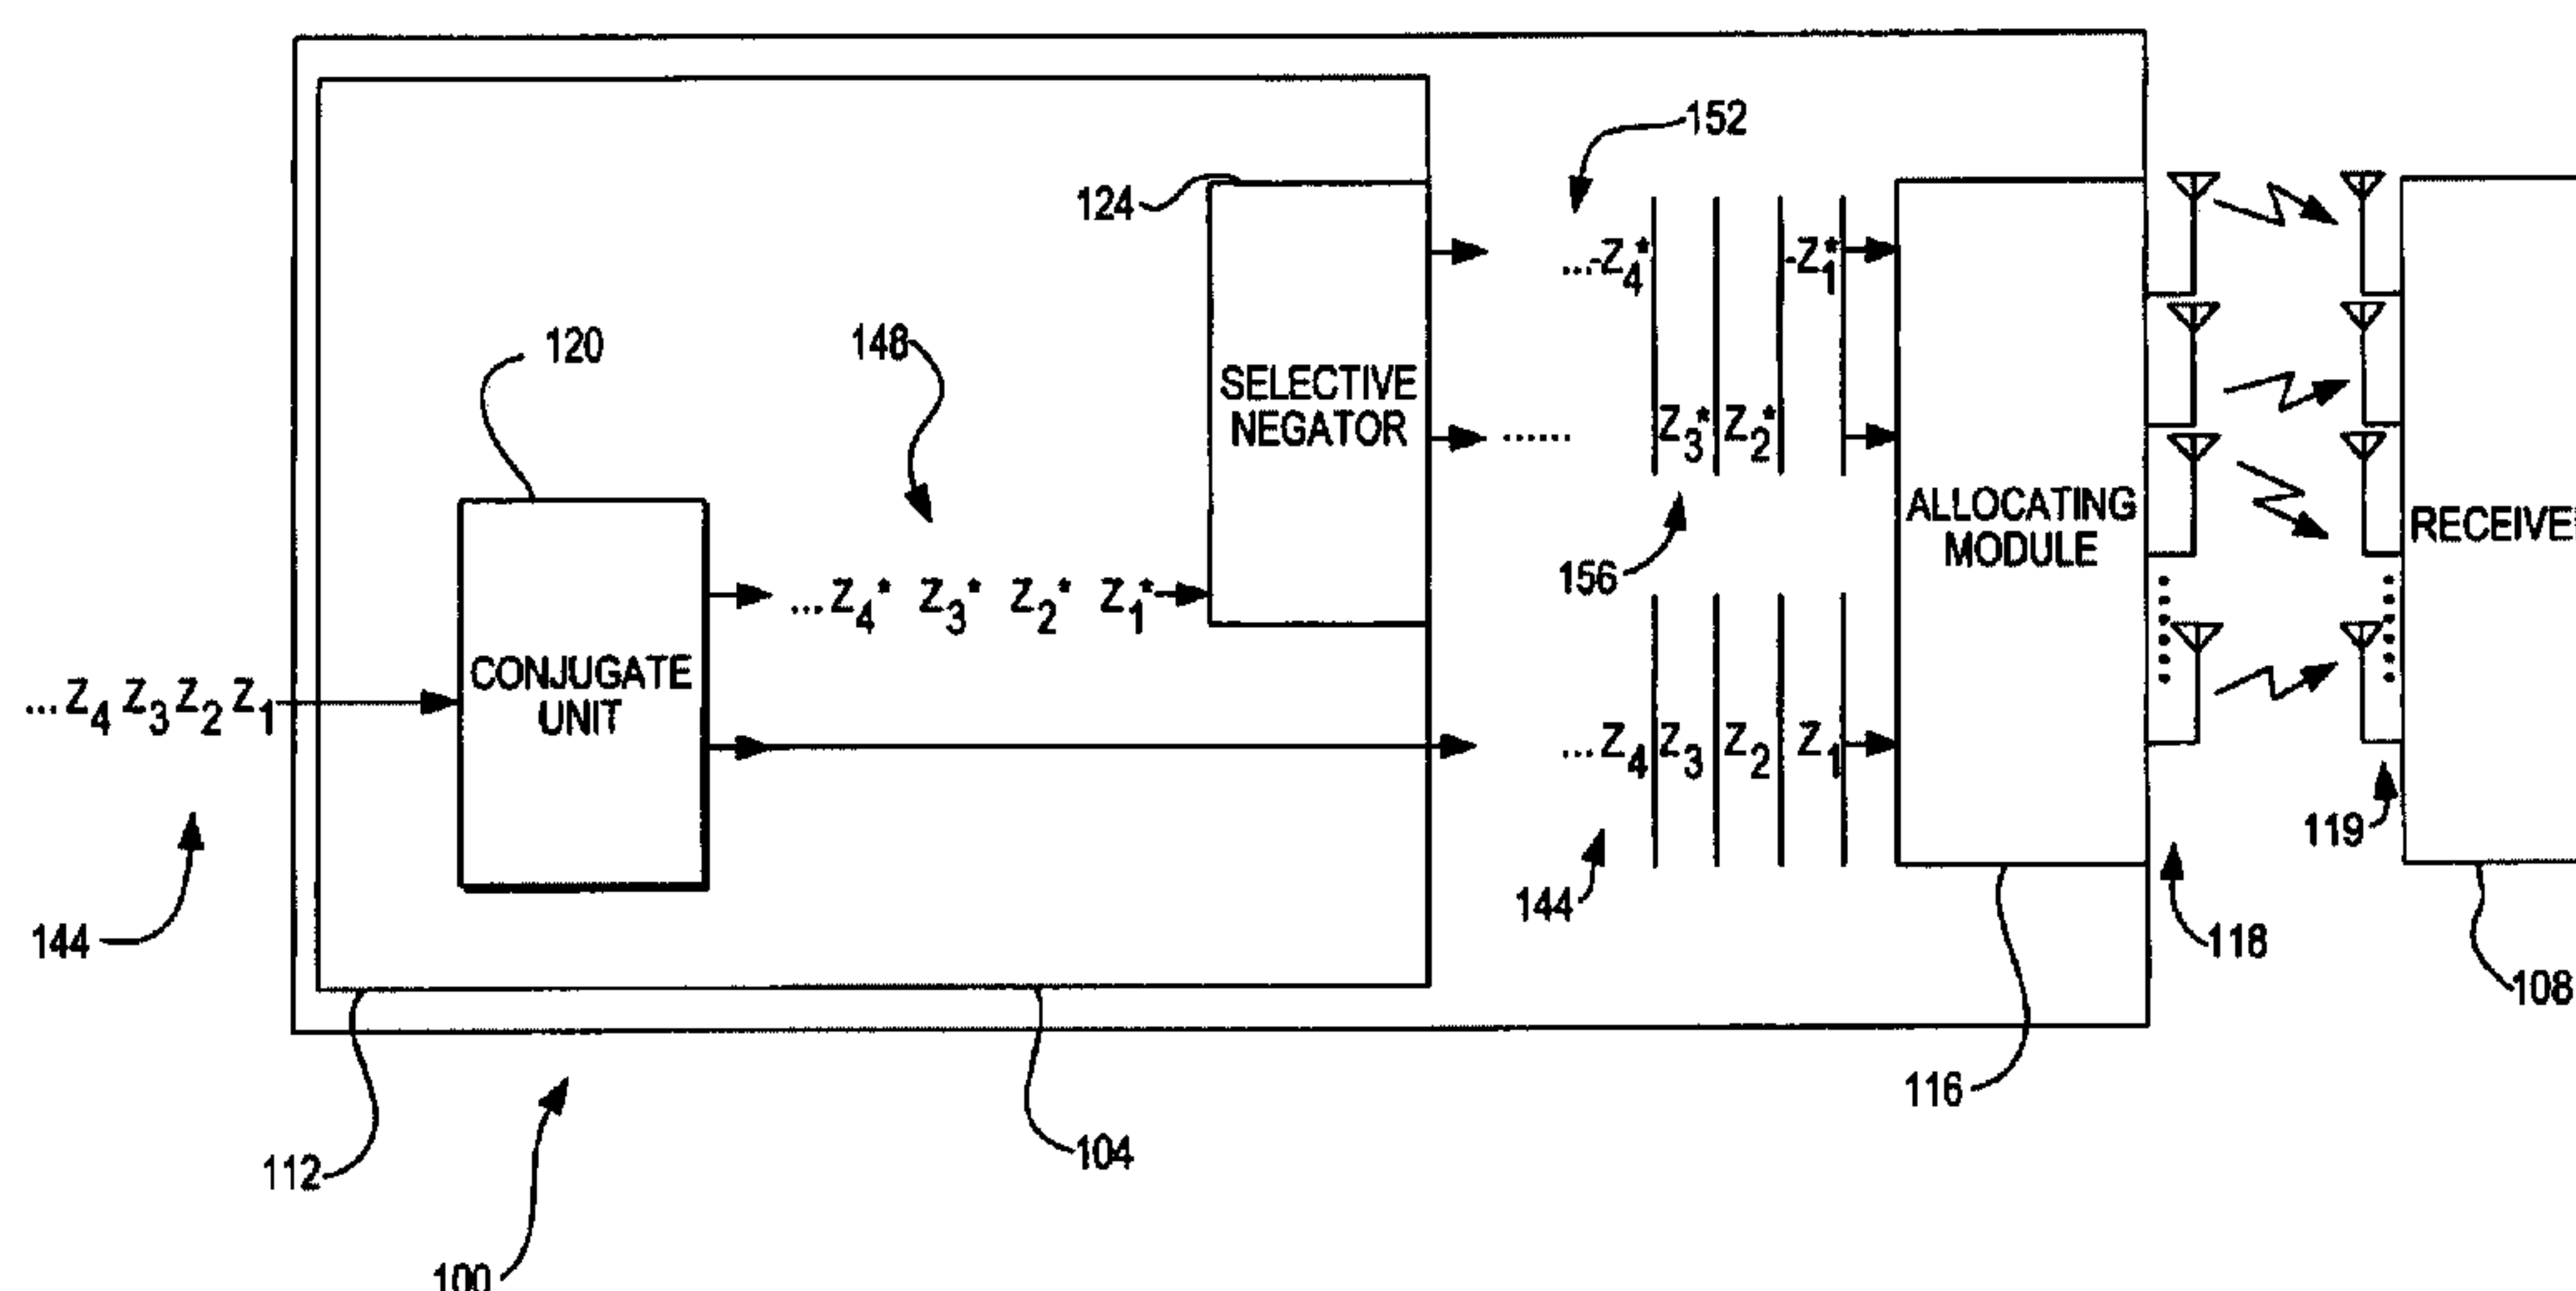 152
124
...-Z4* -Z1*
120
148
SELECTIVE
NEGATOR
...... Z3* Z2*
ALLOCATING
MODULE
RECEIVE
156
...Z4* Z3* Z2* Z1*
CONJUGATE
UNIT
...Z4 Z3 Z2 Z1
...Z4 Z3 Z2 Z1
119
144
144
118
108
116
104
112
100